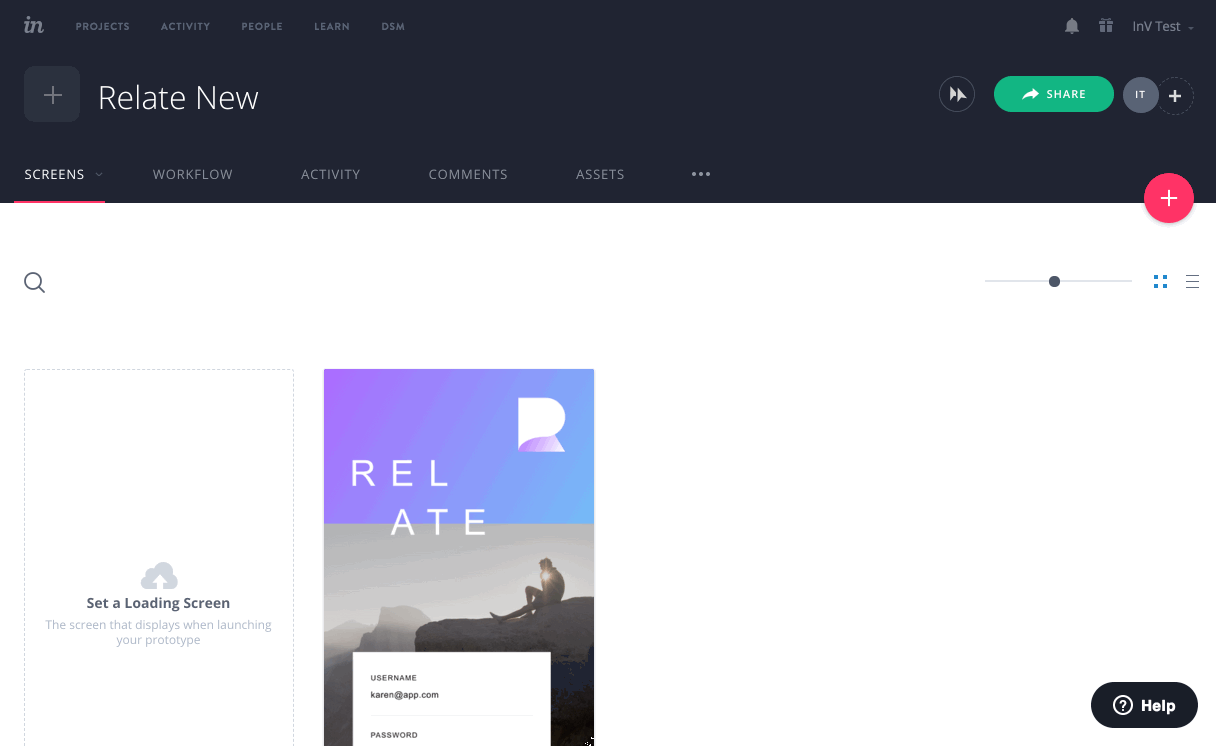 in PROJECTS ACTIVITY PEOPLE LEARN DSM InV Test
Relate New
SHARE IT
SCREENS WORKFLOW ACTIVITY COMMENTS ASSETS
REL
ATE
Set a Loading Screen
The screen that displays when launching
your prototype
USERNAME
karen@app.com
PASSWORD
Help